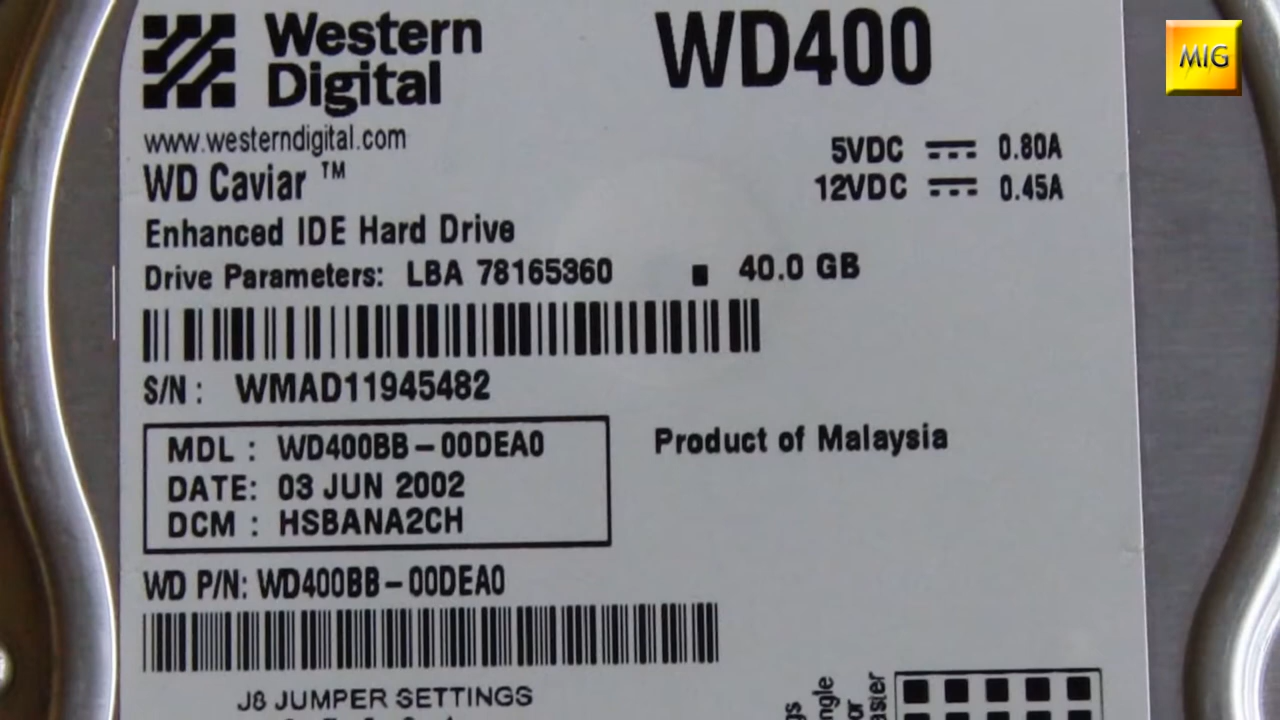 Western
Digital
WD400
MIG
www.westerndigital.com
WD Caviar ™
5VDC 0.80A
12VDC 0.45A
Enhanced IDE Hard Drive
Drive Parameters: LBA 78165360 ▪ 40.0 GB
S/N : WMAD11945482
MDL : WD400BB-00DEA0
DATE: 03 JUN 2002
DCM : HSBANA2CH
Product of Malaysia
WD P/N: WD400BB-00DEA0
J8 JUMPER SETTINGS